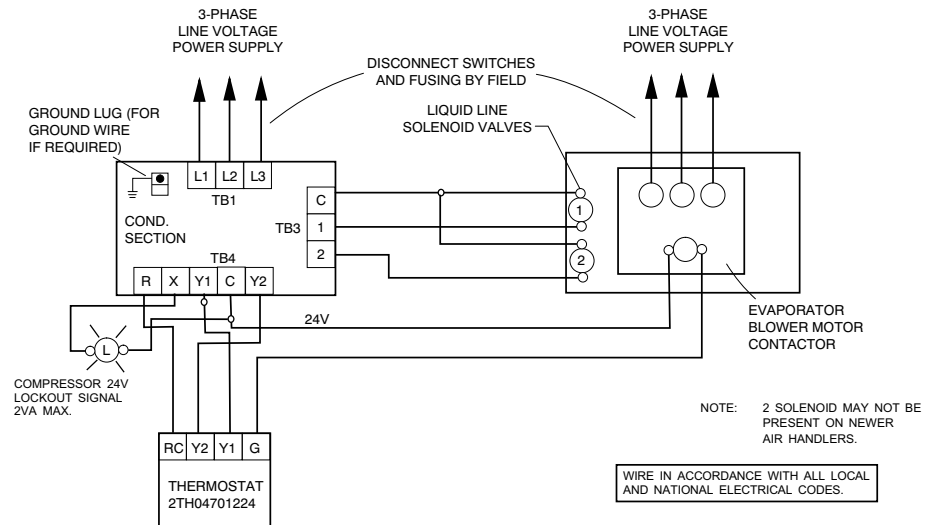 3-PHASE
LINE VOLTAGE
POWER SUPPLY
3-PHASE
LINE VOLTAGE
POWER SUPPLY
DISCONNECT SWITCHES
AND FUSING BY FIELD
GROUND LUG (FOR
GROUND WIRE
IF REQUIRED)
LIQUID LINE
SOLENOID VALVES
L1 L2 L3
TB1
COND.
SECTION
TB3
C
1
2
1
2
TB4
R X Y1 C Y2
24V
L
COMPRESSOR 24V
LOCKOUT SIGNAL
2VA MAX.
EVAPORATOR
BLOWER MOTOR
CONTACTOR
NOTE: 2 SOLENOID MAY NOT BE
PRESENT ON NEWER
AIR HANDLERS.
RC Y2 Y1 G
THERMOSTAT
2TH04701224
WIRE IN ACCORDANCE WITH ALL LOCAL
AND NATIONAL ELECTRICAL CODES.